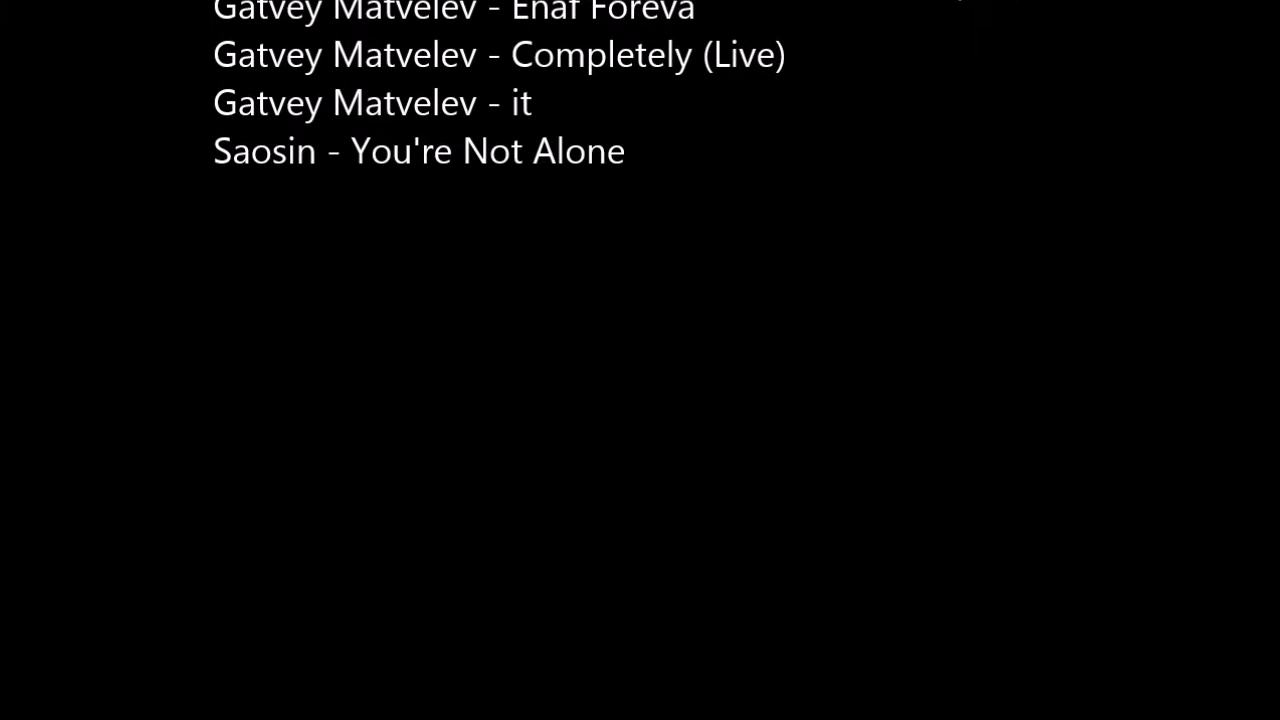 Gatvey Matvelev - Enaf Foreva
Gatvey Matvelev - Completely (Live)
Gatvey Matvelev - it
Saosin - You're Not Alone